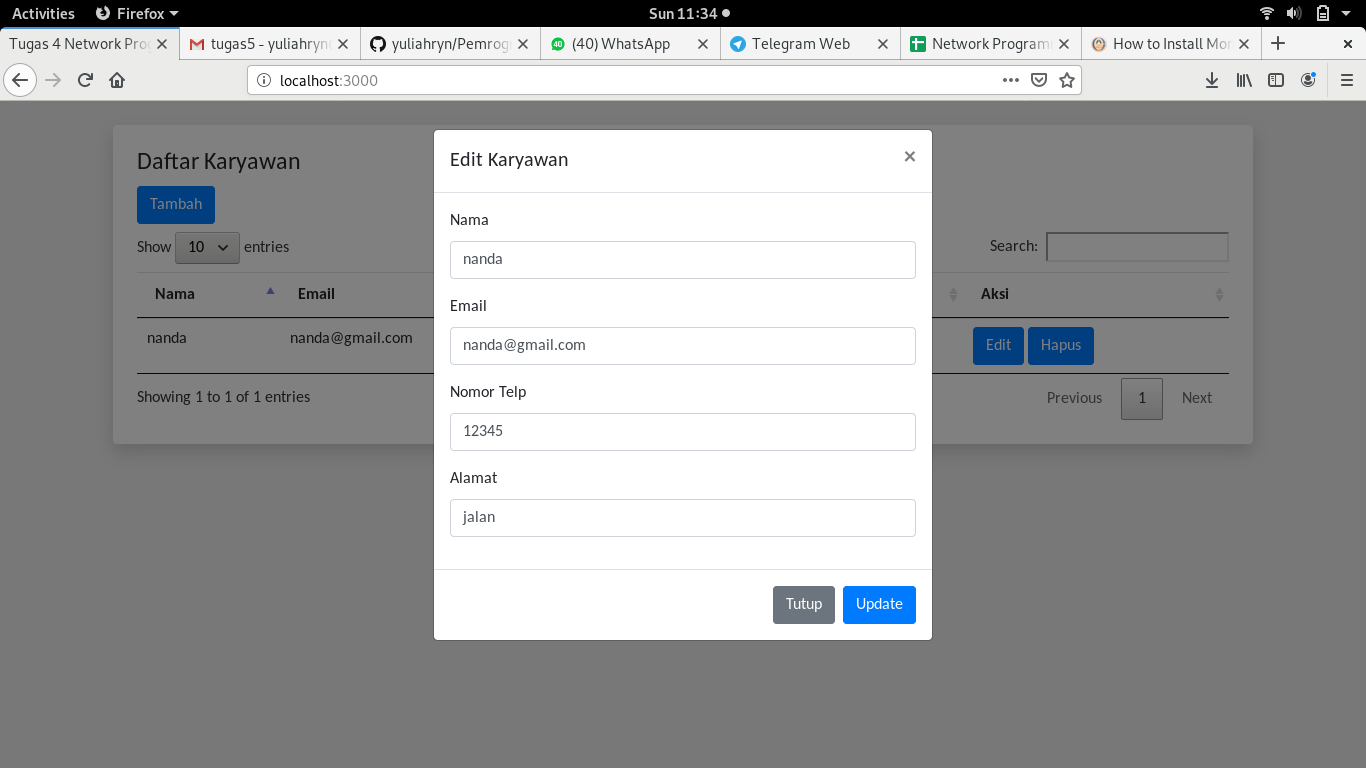 Activities Firefox Sun 11:34
Tugas 4 Network Pro tugas5 - yuliahryn yuliahryn/Pemrog (40) WhatsApp Telegram Web Network Program How to Install Mon
localhost:3000
Daftar Karyawan
Tambah
Show 10 entries Search:
Nama Email Aksi
nanda nanda@gmail.com Edit Hapus
Showing 1 to 1 of 1 entries Previous 1 Next
Edit Karyawan ×
Nama
nanda
Email
nanda@gmail.com
Nomor Telp
12345
Alamat
jalan
Tutup Update